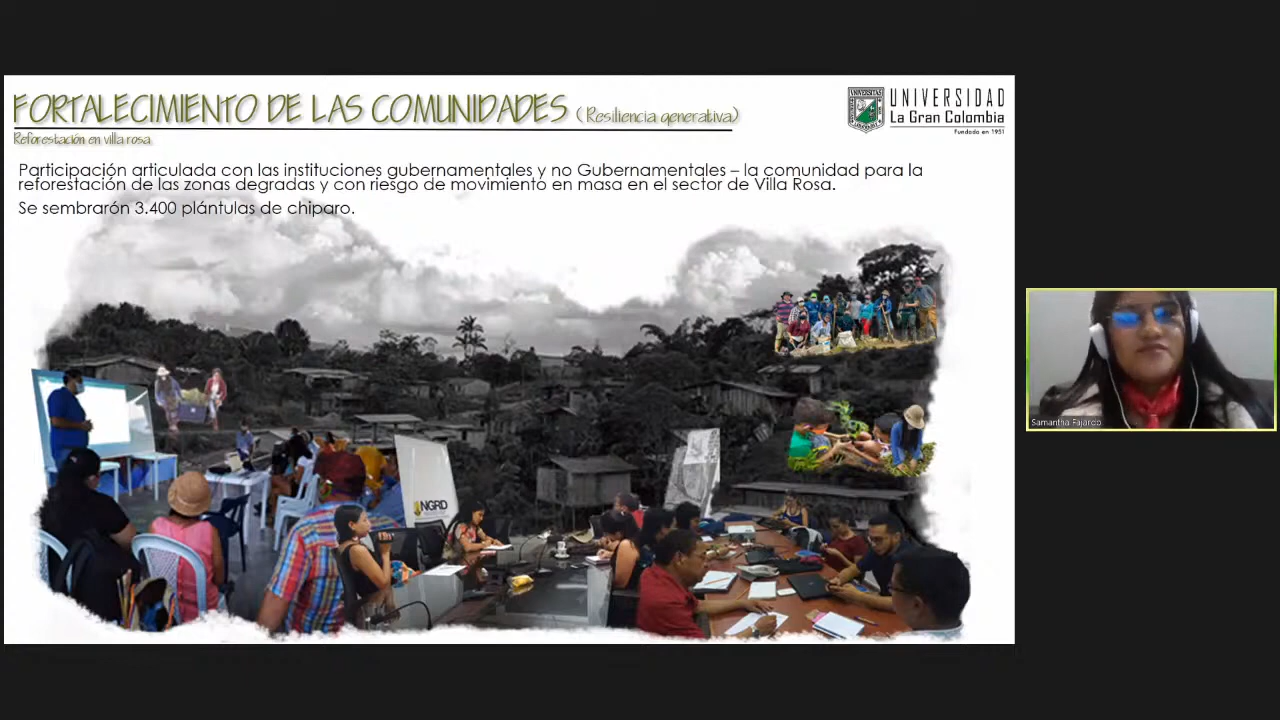 FORTALECIMIENTO DE LAS COMUNIDADES ( Resiliencia generativa)
Reforestación en villa rosa
UNIVERSITAS
UNIVERSIDAD
La Gran Colombia
Fundada en 1951
Participación articulada con las instituciones gubernamentales y no Gubernamentales – la comunidad para la
reforestación de las zonas degradas y con riesgo de movimiento en masa en el sector de Villa Rosa.
Se sembrarón 3.400 plántulas de chiparo.
NGRD
Samantha Fajardo